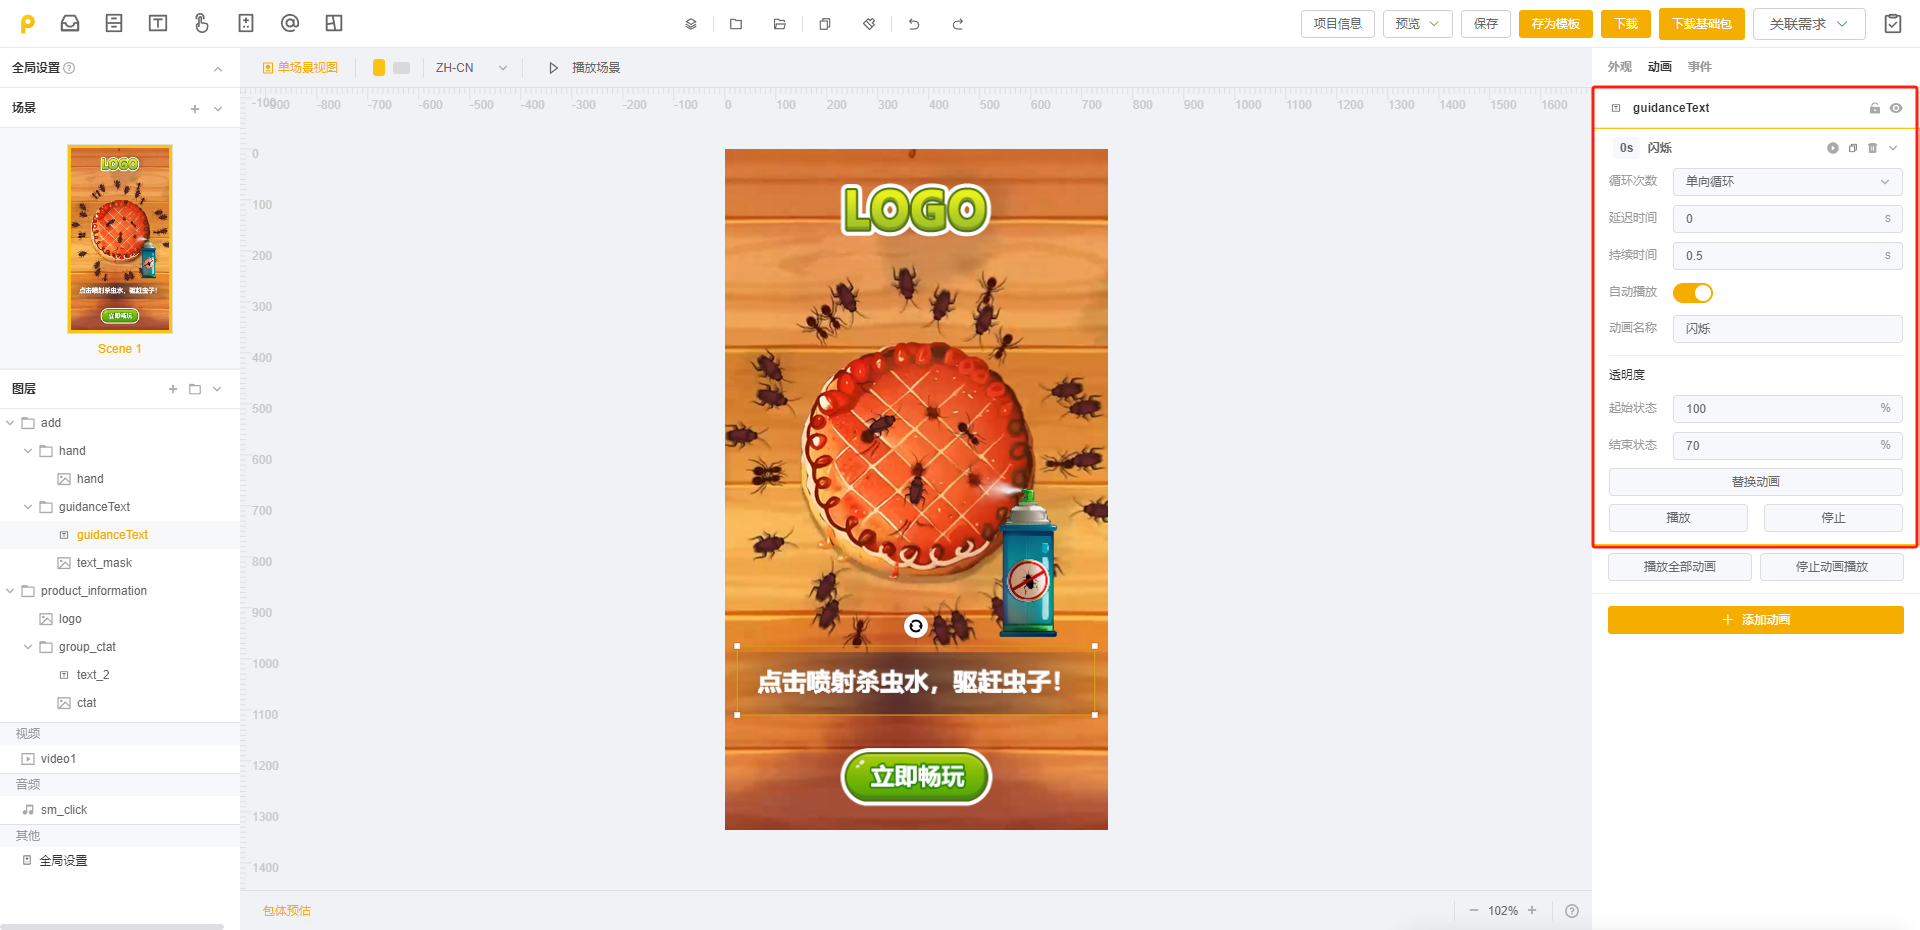 项目信息
预览
保存
存为模板
下载
下载基础包
关联需求
全局设置
单场景视图
ZH-CN
播放场景
外观 动画 事件
场景
-100 -900 -800 -700 -600 -500 -400 -300 -200 -100 0 100 200 300 400 500 600 700 800 900 1000 1100 1200 1300 1400 1500 1600
0
100
200
300
400
500
600
700
800
900
1000
1100
1200
1300
1400
LOGO
点击喷射杀虫水，驱赶虫子！
立即畅玩
Scene 1
图层
add
hand
hand
guidanceText
guidanceText
text_mask
product_information
logo
group_ctat
text_2
ctat
视频
video1
音频
sm_click
其他
全局设置
LOGO
点击喷射杀虫水，驱赶虫子！
立即畅玩
包体预估
102%
guidanceText
0s 闪烁
循环次数 单向循环
延迟时间 0 s
持续时间 0.5 s
自动播放
动画名称 闪烁
透明度
起始状态 100 %
结束状态 70 %
替换动画
播放 停止
播放全部动画 停止动画播放
添加动画